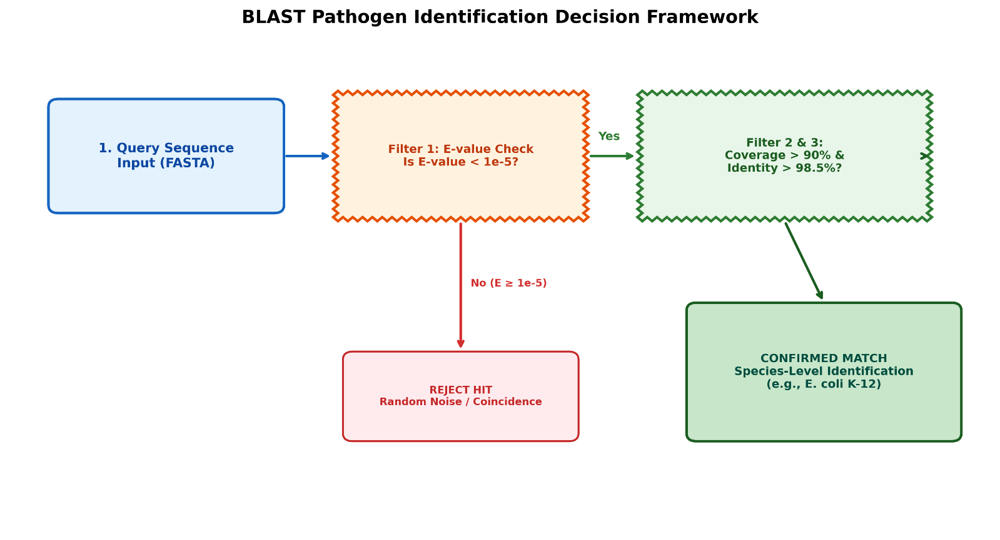 BLAST Pathogen Identification Decision Framework
1. Query Sequence
Input (FASTA)
Filter 1: E-value Check
Is E-value < 1e-5?
Yes
Filter 2 & 3:
Coverage > 90% &
Identity > 98.5%?
No (E ≥ 1e-5)
REJECT HIT
Random Noise / Coincidence
CONFIRMED MATCH
Species-Level Identification
(e.g., E. coli K-12)